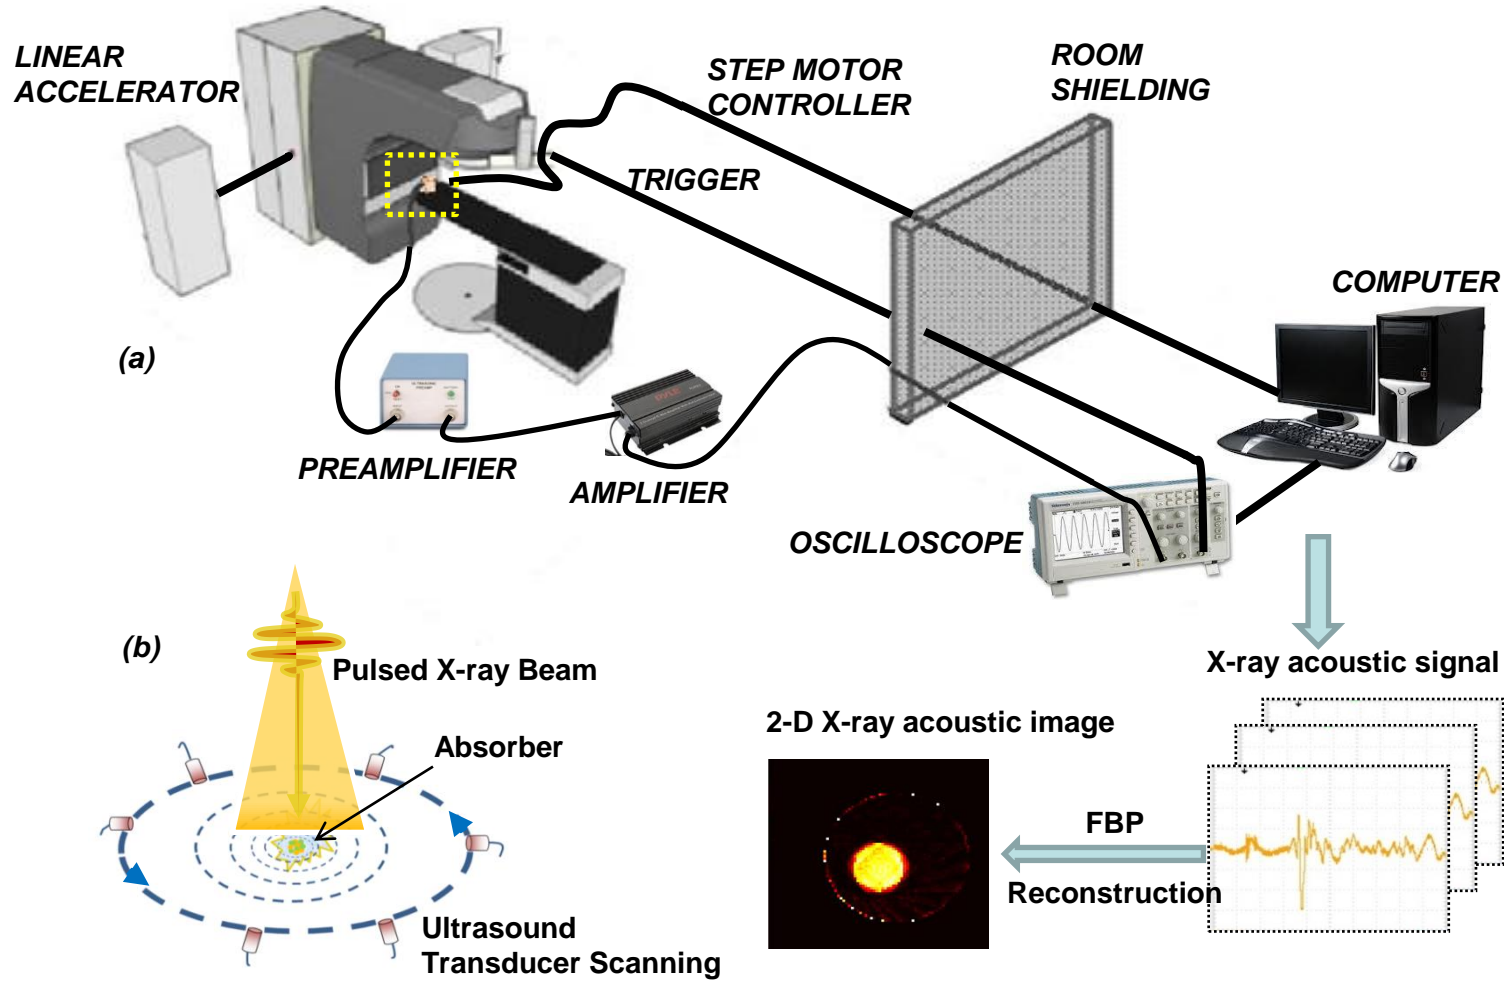 LINEAR
ACCELERATOR
STEP MOTOR
CONTROLLER
ROOM
SHIELDING
TRIGGER
COMPUTER
(a)
PREAMPLIFIER
AMPLIFIER
OSCILLOSCOPE
(b)
Pulsed X-ray Beam
Absorber
Ultrasound
Transducer Scanning
X-ray acoustic signal
2-D X-ray acoustic image
FBP
Reconstruction